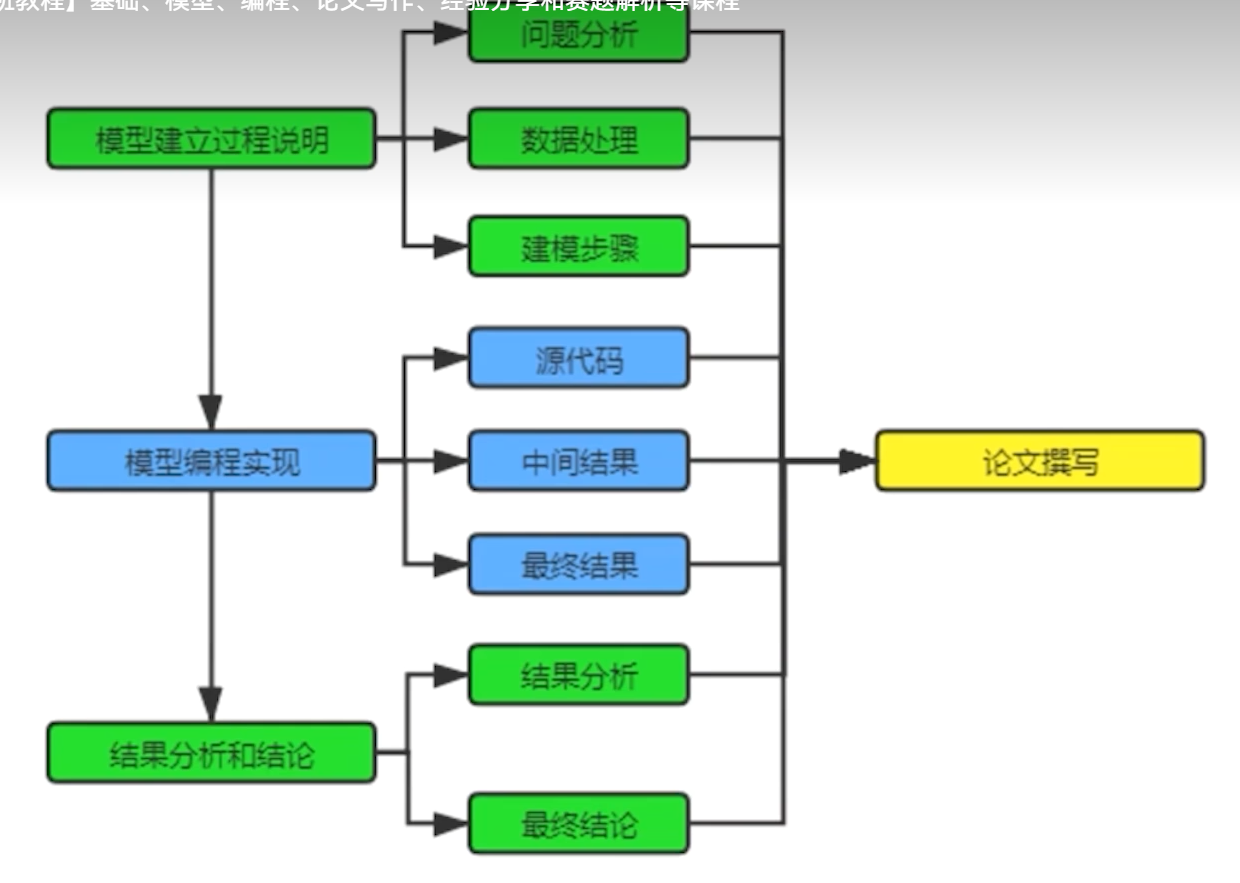 班教程】基础、模型、编程、论文写作、经验分享和赛题解析等课程
问题分析
模型建立过程说明
数据处理
建模步骤
源代码
模型编程实现
中间结果
论文撰写
最终结果
结果分析
结果分析和结论
最终结论